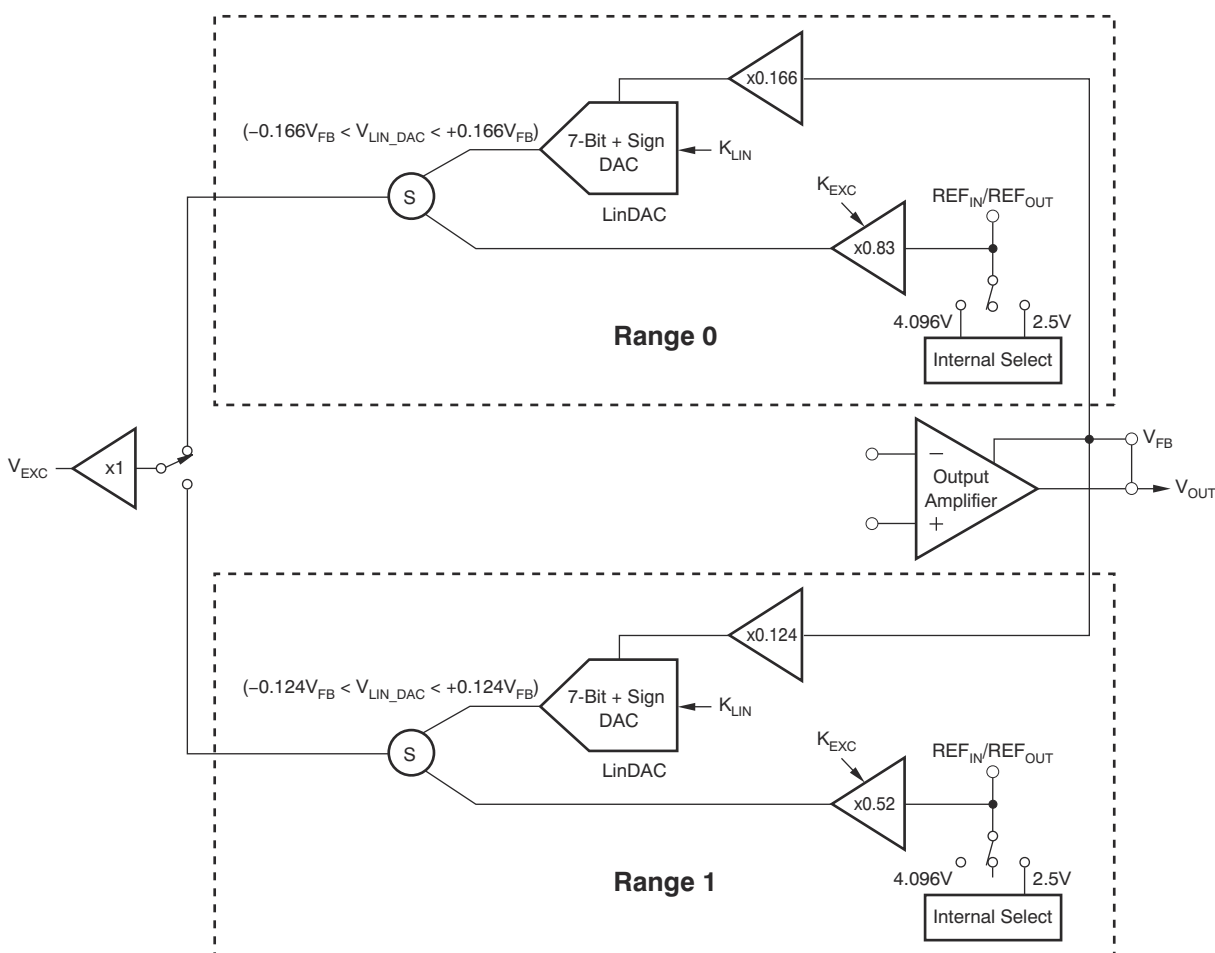 x0.166
(−0.166V_FB < V_LIN_DAC < +0.166V_FB)
7-Bit + Sign
DAC
K_LIN
LinDAC
S
K_EXC
REF_IN/REF_OUT
x0.83
4.096V
2.5V
Internal Select
Range 0
V_EXC
x1
−
Output
Amplifier
+
V_FB
V_OUT
x0.124
(−0.124V_FB < V_LIN_DAC < +0.124V_FB)
7-Bit + Sign
DAC
K_LIN
LinDAC
S
K_EXC
REF_IN/REF_OUT
x0.52
4.096V
2.5V
Internal Select
Range 1